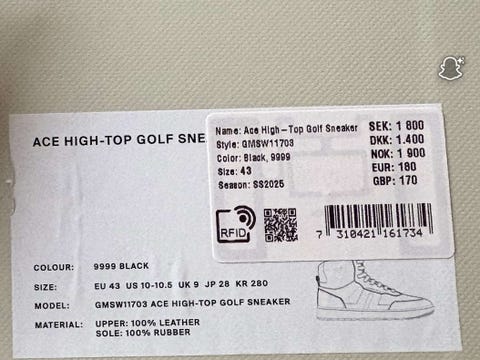 ACE HIGH-TOP GOLF SNE
Name: Ace High-Top Golf Sneaker
Style: GMSW11703
Color: Black, 9999
Size: 43
Season: SS2025
SEK: 1 800
DKK: 1.400
NOK: 1 900
EUR: 180
GBP: 170
RFID
7 310421 161734
COLOUR: 9999 BLACK
SIZE: EU 43 US 10-10.5 UK 9 JP 28 KR 280
MODEL: GMSW11703 ACE HIGH-TOP GOLF SNEAKER
MATERIAL: UPPER: 100% LEATHER
SOLE: 100% RUBBER